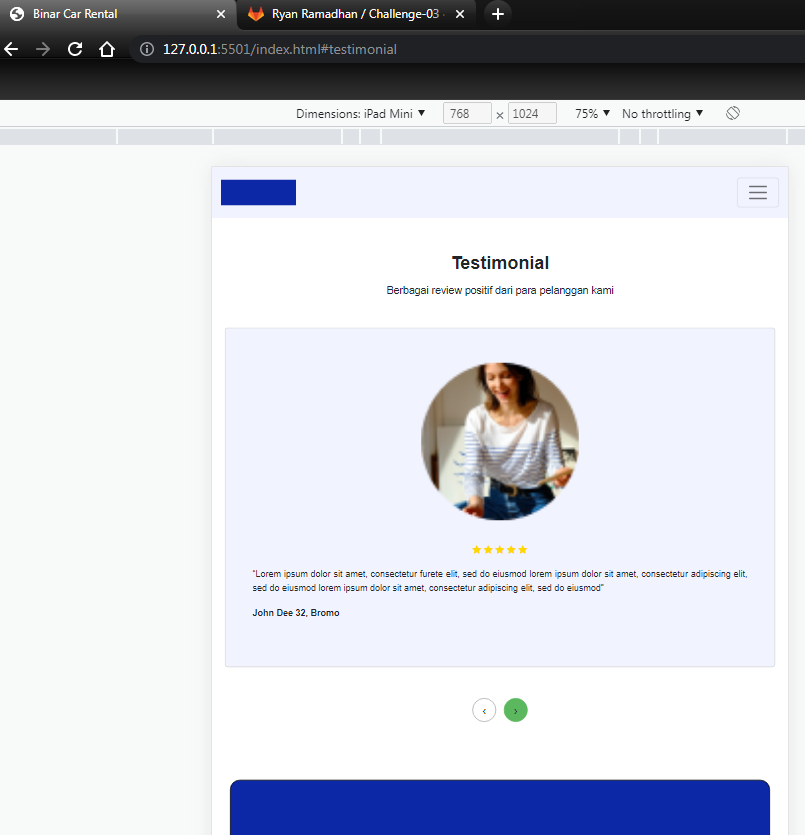 Binar Car Rental
Ryan Ramadhan / Challenge-03
127.0.0.1:5501/index.html#testimonial
Dimensions: iPad Mini 768 × 1024 75% No throttling
Testimonial
Berbagai review positif dari para pelanggan kami
"Lorem ipsum dolor sit amet, consectetur furete elit, sed do eiusmod lorem ipsum dolor sit amet, consectetur adipiscing elit,
sed do eiusmod lorem ipsum dolor sit amet, consectetur adipiscing elit, sed do eiusmod"
John Dee 32, Bromo